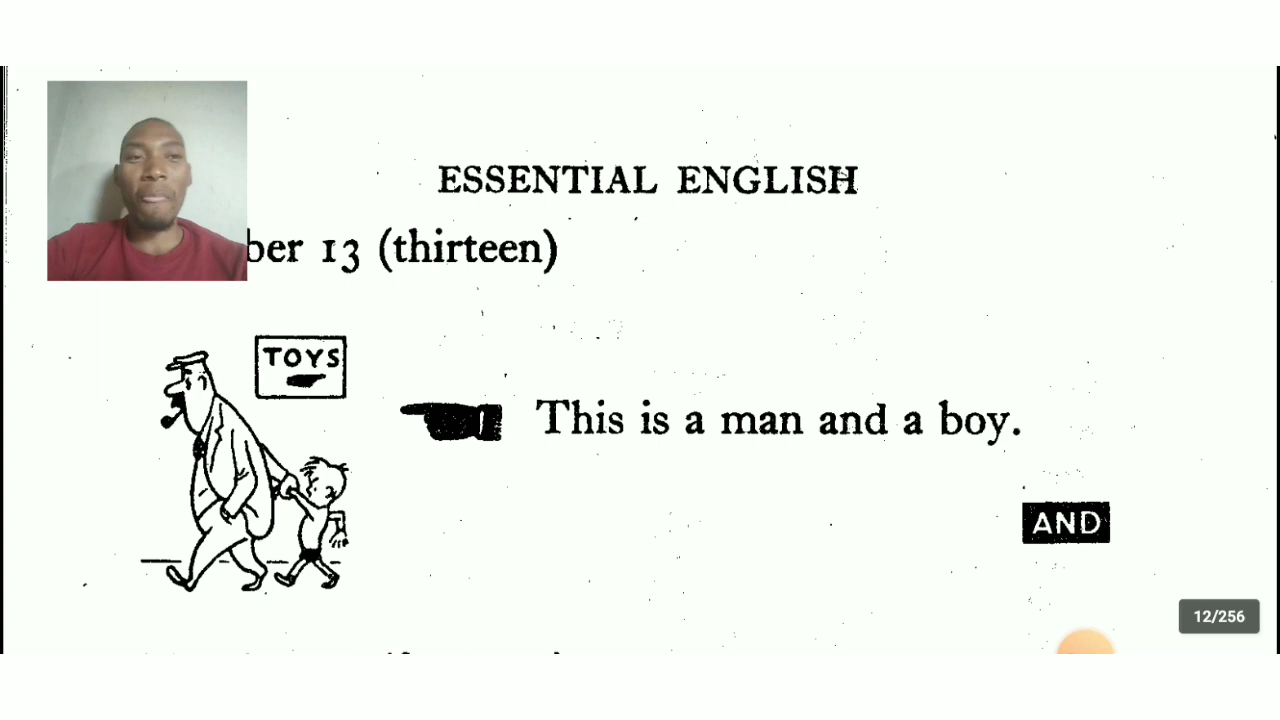 ESSENTIAL ENGLISH
ber 13 (thirteen)
TOYS
This is a man and a boy.
AND
12/256